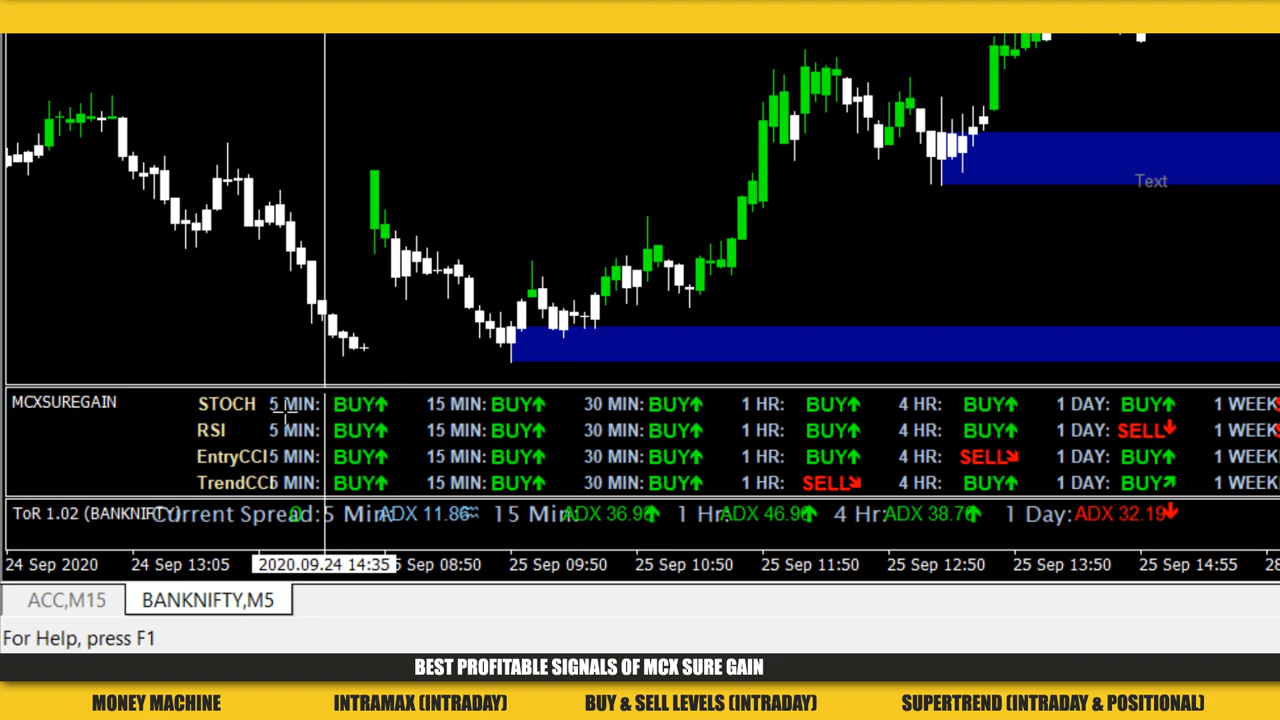 Text
MCXSUREGAIN STOCH 5 MIN: BUY 15 MIN: BUY 30 MIN: BUY 1 HR: BUY 4 HR: BUY 1 DAY: BUY 1 WEEK
RSI 5 MIN: BUY 15 MIN: BUY 30 MIN: BUY 1 HR: BUY 4 HR: BUY 1 DAY: SELL 1 WEEK
EntryCCI 5 MIN: BUY 15 MIN: BUY 30 MIN: BUY 1 HR: BUY 4 HR: SELL 1 DAY: BUY 1 WEEK
TrendCCI 5 MIN: BUY 15 MIN: BUY 30 MIN: BUY 1 HR: SELL 4 HR: BUY 1 DAY: BUY 1 WEEK
ToR 1.02 (BANKNIFTY) Current Spread: 0 5 Min: ADX 11.86 15 Min: ADX 36.98 1 Hr: ADX 46.96 4 Hr: ADX 38.76 1 Day: ADX 32.19
24 Sep 2020 24 Sep 13:05 2020.09.24 14:35 Sep 08:50 25 Sep 09:50 25 Sep 10:50 25 Sep 11:50 25 Sep 12:50 25 Sep 13:50 25 Sep 14:55 28
ACC,M15 BANKNIFTY,M5
For Help, press F1
BEST PROFITABLE SIGNALS OF MCX SURE GAIN
MONEY MACHINE INTRAMAX (INTRADAY) BUY & SELL LEVELS (INTRADAY) SUPERTREND (INTRADAY & POSITIONAL)